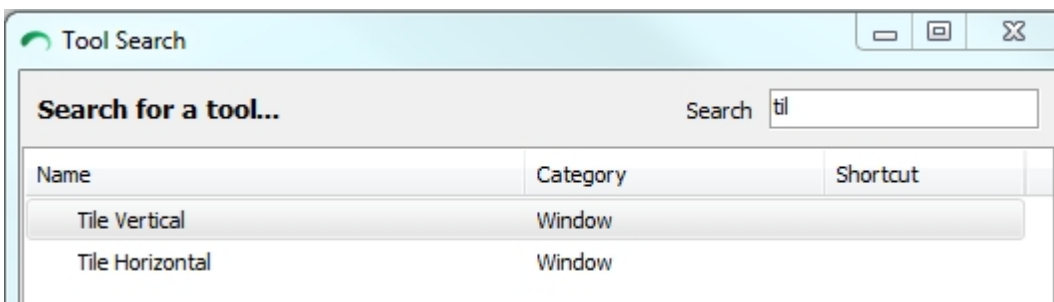 Tool Search
Search for a tool... Search til
Name Category Shortcut
Tile Vertical Window
Tile Horizontal Window